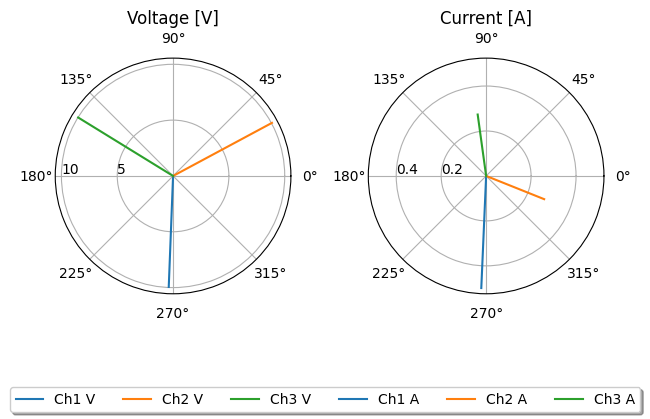 Voltage [V] Current [A]
90° 90°
135° 45° 135° 45°
180° 10 5 0° 180° 0.4 0.2 0°
225° 315° 225° 315°
270° 270°
Ch1 V Ch2 V Ch3 V Ch1 A Ch2 A Ch3 A